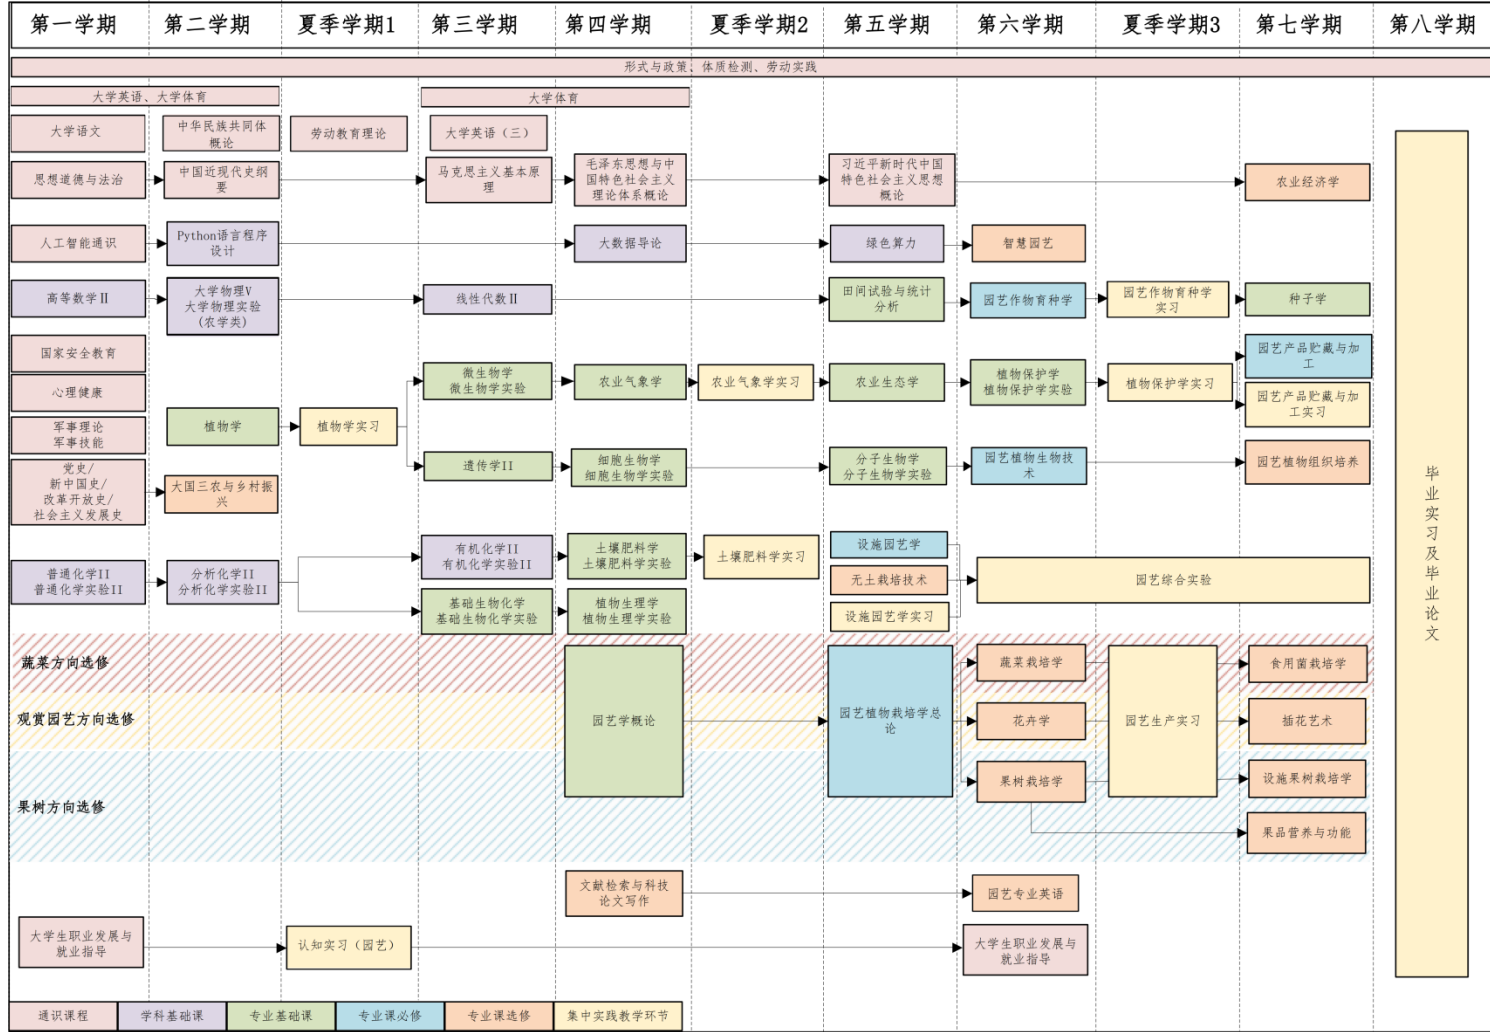 第一学期
第二学期
夏季学期1
第三学期
第四学期
夏季学期2
第五学期
第六学期
夏季学期3
第七学期
第八学期
形式与政策、体质检测、劳动实践
大学英语、大学体育
大学体育
大学语文
中华民族共同体
概论
劳动教育理论
大学英语（三）
思想道德与法治
中国近现代史纲
要
马克思主义基本原
理
毛泽东思想与中
国特色社会主义
理论体系概论
习近平新时代中国
特色社会主义思想
概论
农业经济学
人工智能通识
Python语言程序
设计
大数据导论
绿色算力
智慧园艺
高等数学Ⅱ
大学物理V
大学物理实验
(农学类)
线性代数Ⅱ
田间试验与统计
分析
园艺作物育种学
园艺作物育种学
实习
种子学
国家安全教育
心理健康
军事理论
军事技能
党史/
新中国史/
改革开放史/
社会主义发展史
植物学
植物学实习
大国三农与乡村振
兴
微生物学
微生物学实验
农业气象学
农业气象学实习
农业生态学
植物保护学
植物保护学实验
植物保护学实习
园艺产品贮藏与加
工
园艺产品贮藏与加
工实习
遗传学II
细胞生物学
细胞生物学实验
分子生物学
分子生物学实验
园艺植物生物技
术
园艺植物组织培养
普通化学II
普通化学实验II
分析化学II
分析化学实验II
有机化学II
有机化学实验II
土壤肥料学
土壤肥料学实验
土壤肥料学实习
基础生物化学
基础生物化学实验
植物生理学
植物生理学实验
设施园艺学
无土栽培技术
设施园艺学实习
园艺综合实验
毕业实习及毕业论文
蔬菜方向选修
观赏园艺方向选修
果树方向选修
园艺学概论
园艺植物栽培学总
论
蔬菜栽培学
花卉学
果树栽培学
园艺生产实习
食用菌栽培学
插花艺术
设施果树栽培学
果品营养与功能
文献检索与科技
论文写作
园艺专业英语
大学生职业发展与
就业指导
认知实习（园艺）
大学生职业发展与
就业指导
通识课程
学科基础课
专业基础课
专业课必修
专业课选修
集中实践教学环节